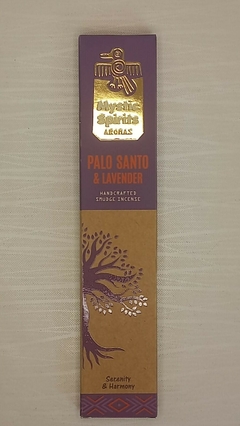 Mystic
Spirits
AROMAS
PALO SANTO
& LAVENDER
HANDCRAFTED
SMUDGE INCENSE
Serenity
& Harmony